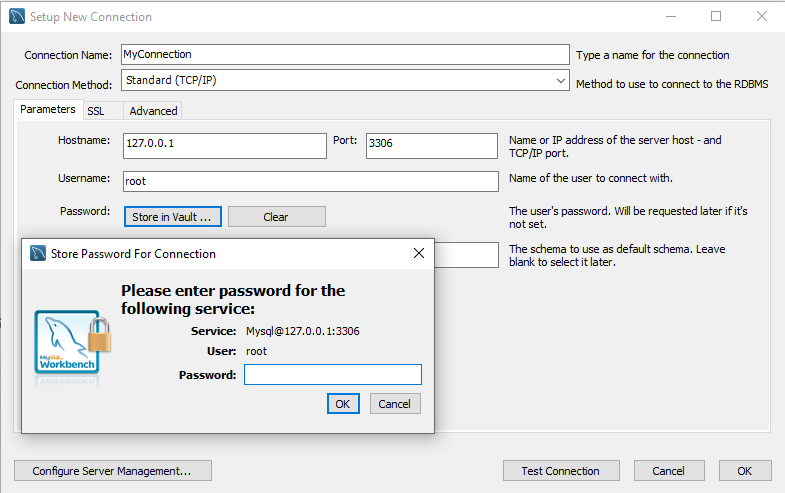 Setup New Connection
Connection Name: MyConnection Type a name for the connection
Connection Method: Standard (TCP/IP) Method to use to connect to the RDBMS
Parameters SSL Advanced
Hostname: 127.0.0.1 Port: 3306 Name or IP address of the server host - and
TCP/IP port.
Username: root Name of the user to connect with.
Password: Store in Vault ... Clear The user's password. Will be requested later if it's
not set.
The schema to use as default schema. Leave
blank to select it later.
Store Password For Connection
Please enter password for the
following service:
Service: Mysql@127.0.0.1:3306
User: root
Password:
MySQL
Workbench
OK Cancel
Configure Server Management... Test Connection Cancel OK